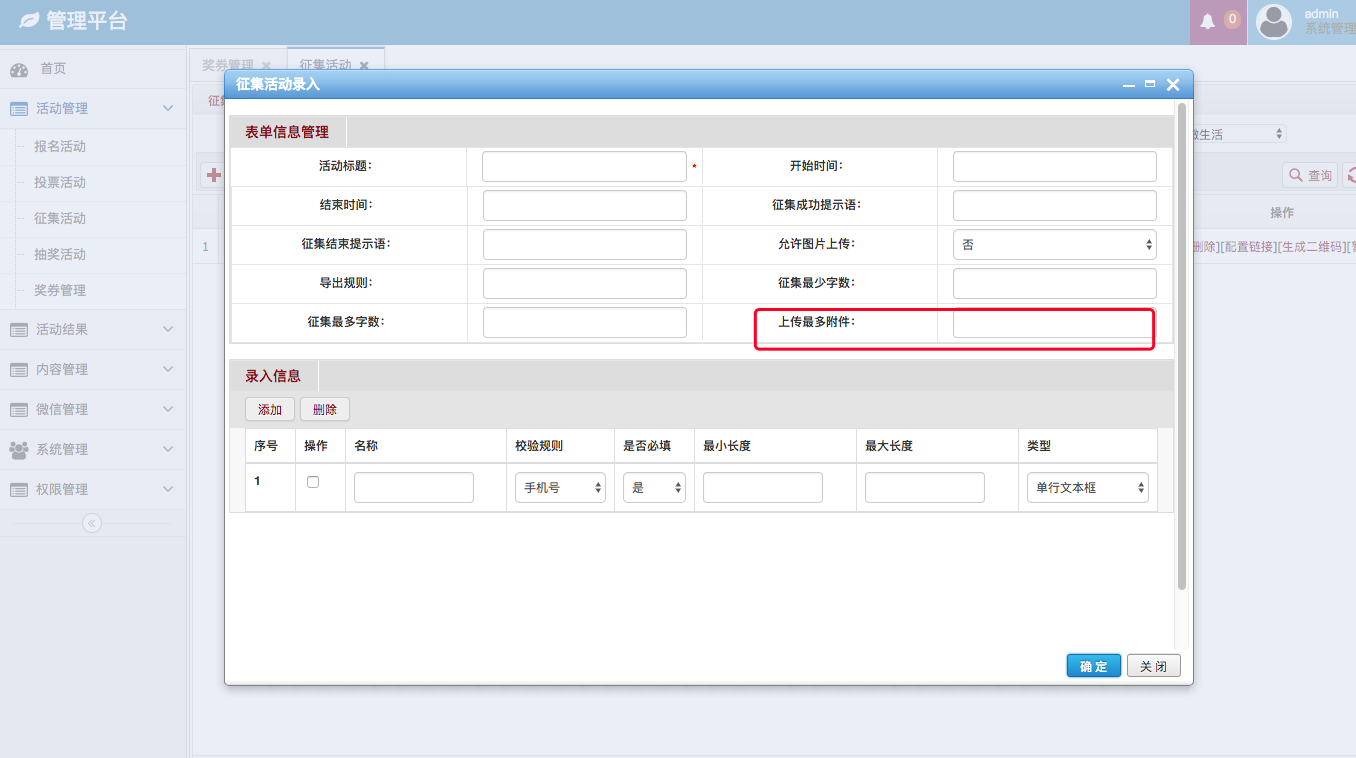 管理平台
0
admin
系统管理
首页
活动管理
报名活动
投票活动
征集活动
抽奖活动
奖券管理
活动结果
内容管理
微信管理
系统管理
权限管理
奖券管理
征集活动
征集活动录入
表单信息管理
活动标题: *
开始时间:
结束时间:
征集成功提示语:
征集结束提示语:
允许图片上传: 否
导出规则:
征集最少字数:
征集最多字数:
上传最多附件:
录入信息
添加 删除
序号 操作 名称 校验规则 是否必填 最小长度 最大长度 类型
1 手机号 是 单行文本框
确定 关闭
生活
查询
操作
1
删除][配置链接][生成二维码][